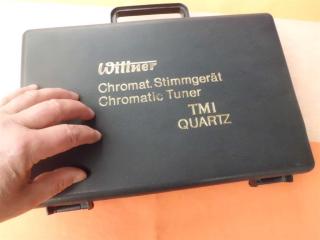 Wittner
Chromat. Stimmgerät
Chromatic Tuner
TMI
QUARTZ